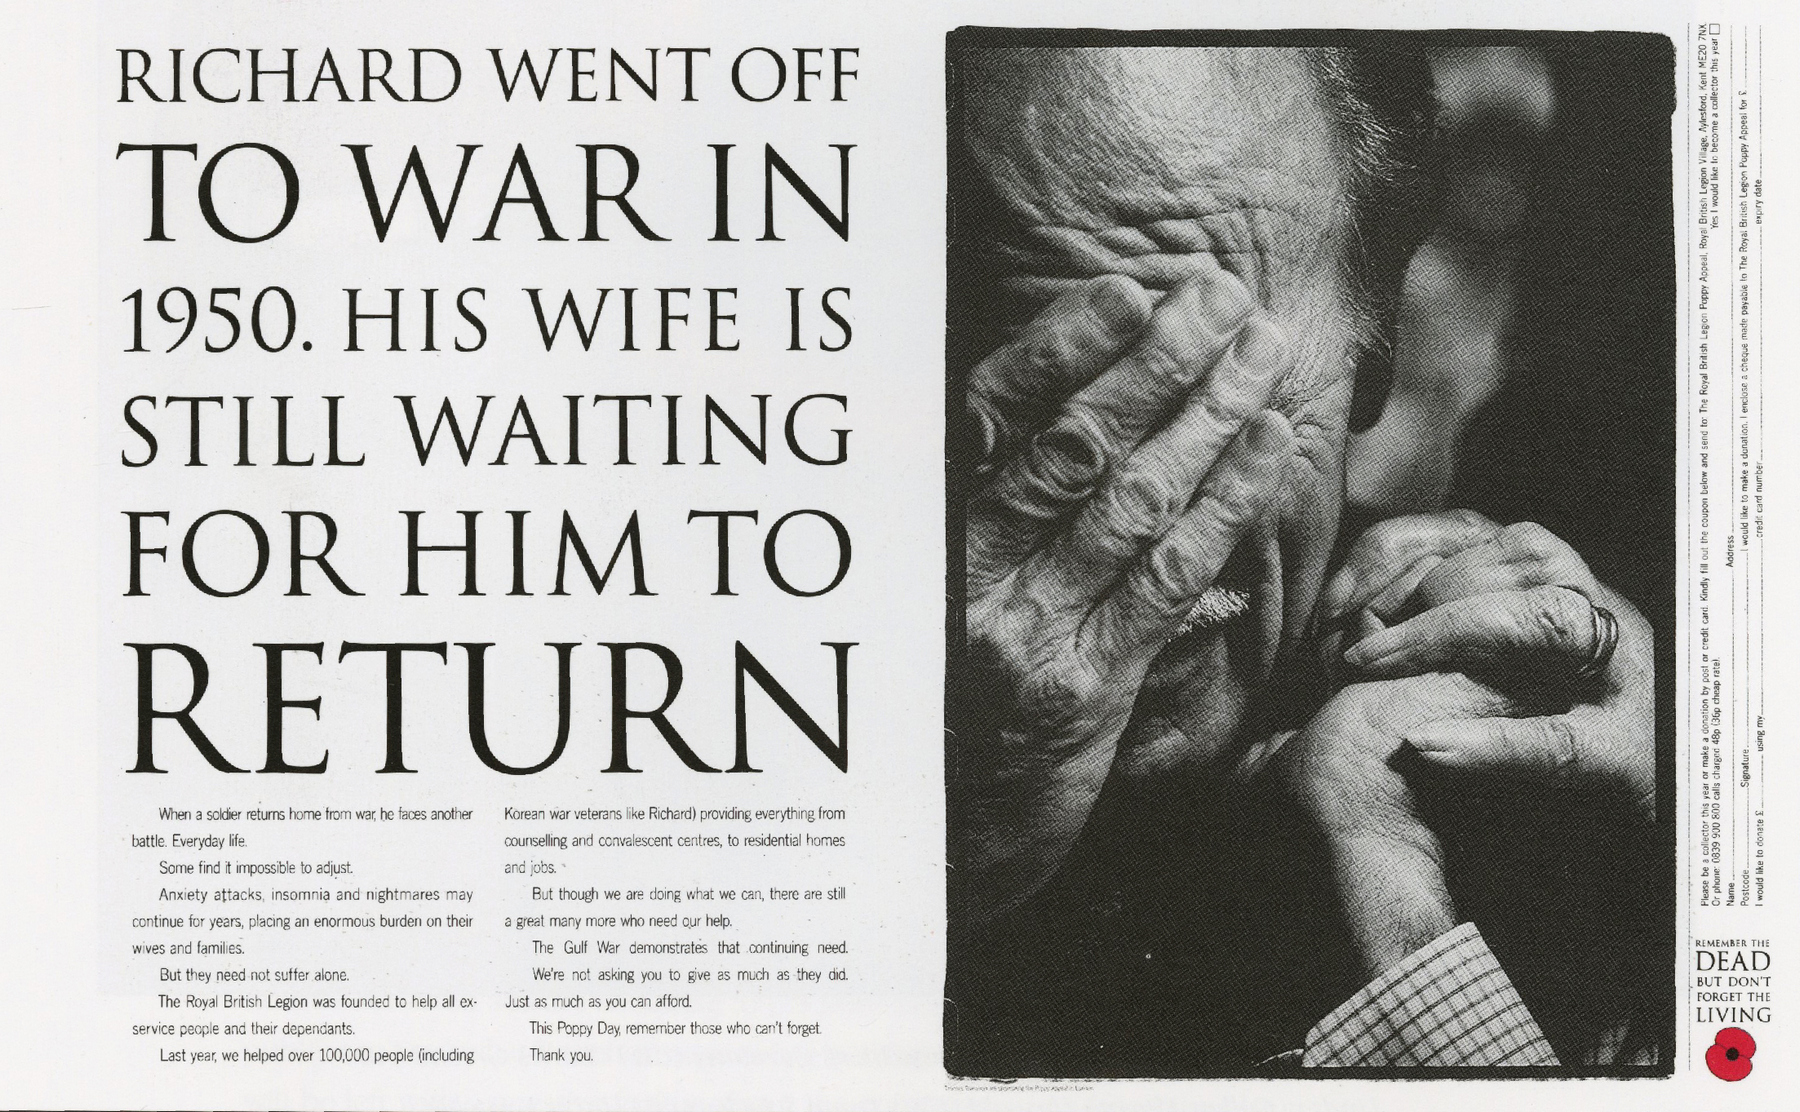 RICHARD WENT OFF
TO WAR IN
1950. HIS WIFE IS
STILL WAITING
FOR HIM TO
RETURN
When a soldier returns home from war, he faces another
battle. Everyday life.
Some find it impossible to adjust.
Anxiety attacks, insomnia and nightmares may
continue for years, placing an enormous burden on their
wives and families.
But they need not suffer alone.
The Royal British Legion was founded to help all ex-
service people and their dependants.
Last year, we helped over 100,000 people (including
Korean war veterans like Richard) providing everything from
counselling and convalescent centres, to residential homes
and jobs.
But though we are doing what we can, there are still
a great many more who need our help.
The Gulf War demonstrates that continuing need.
We're not asking you to give as much as they did.
Just as much as you can afford.
This Poppy Day, remember those who can't forget.
Thank you.
Please be a collector this year or make a donation by post or credit card. Kindly fill out the coupon below and send to: The Royal British Legion Poppy Appeal, Royal British Legion Village, Aylesford, Kent ME20 7NX.
Or phone: 0839 900 800 calls charged 48p (36p cheap rate). Yes I would like to become a collector this year
Name Address
Postcode Signature I would like to make a donation. I enclose a cheque made payable to The Royal British Legion Poppy Appeal for £
I would like to donate £ using my credit card number expiry date
REMEMBER THE
DEAD
BUT DON'T
FORGET THE
LIVING